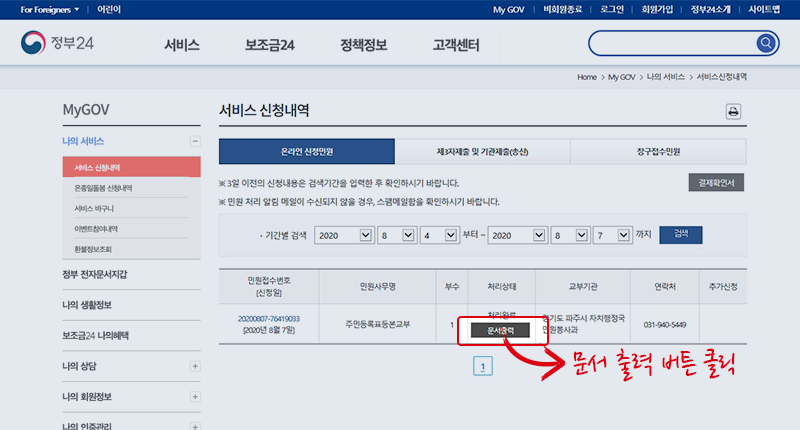 For Foreigners 어린이 My GOV 비회원종료 로그인 회원가입 정부24소개 사이트맵
정부24 서비스 보조금24 정책정보 고객센터
Home > My GOV > 나의 서비스 > 서비스신청내역
MyGOV
나의 서비스
서비스 신청내역
온종일돌봄 신청내역
서비스 바구니
이벤트참여내역
환불정보조회
정부 전자문서지갑
나의 생활정보
보조금24 나의혜택
나의 상담
나의 회원정보
나의 인증관리
서비스 신청내역
온라인 신청민원 제3자제출 및 기관제출(송신) 창구접수민원
※ 3일 이전의 신청내용은 검색기간을 입력한 후 확인하시기 바랍니다. 결제확인서
※ 민원 처리 알림 메일이 수신되지 않을 경우, 스팸메일함을 확인하시기 바랍니다.
· 기간별 검색 2020 8 4 부터 ~ 2020 8 7 까지 검색
민원접수번호 [신청일] 민원사무명 부수 처리상태 교부기관 연락처 추가신청
20200807-76419033 [2020년 8월 7일] 주민등록표등본교부 1 처리완료 문서출력 경기도 파주시 자치행정국 민원봉사과 031-940-5449
1
문서 출력 버튼 클릭